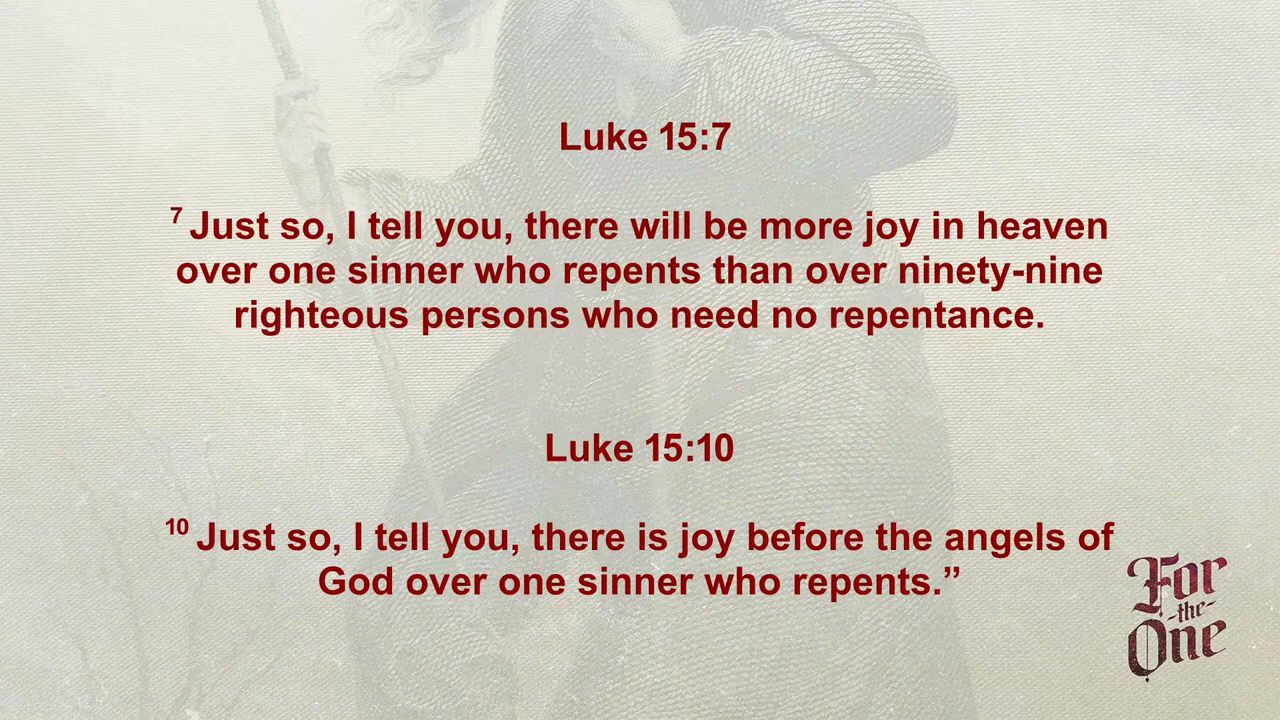 Luke 15:7
7 Just so, I tell you, there will be more joy in heaven
over one sinner who repents than over ninety-nine
righteous persons who need no repentance.
Luke 15:10
10 Just so, I tell you, there is joy before the angels of
God over one sinner who repents.”
For
-the-
One